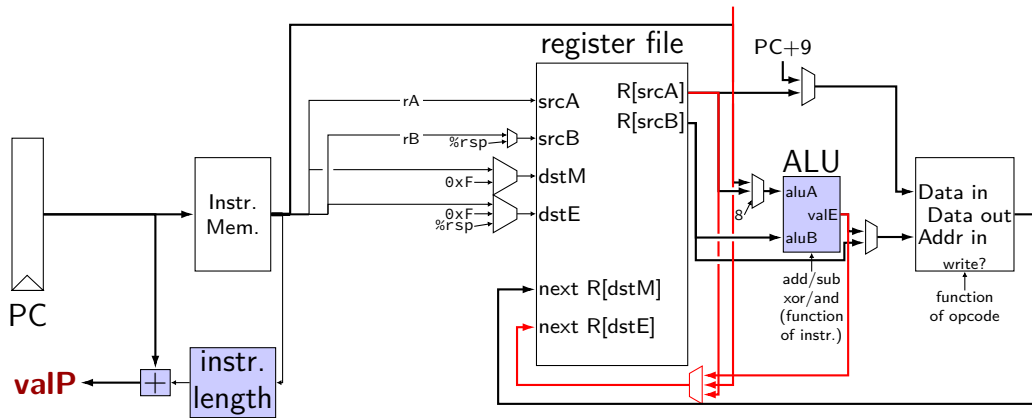 PC+9
register file
rA
srcA
R[srcA]
R[srcB]
rB
%rsp
srcB
Instr.
Mem.
0xF
dstM
0xF
%rsp
dstE
8
ALU
aluA
valE
aluB
add/sub
xor/and
(function
of instr.)
Data in
Data out
Addr in
write?
function
of opcode
next R[dstM]
next R[dstE]
PC
instr.
length
+
valP